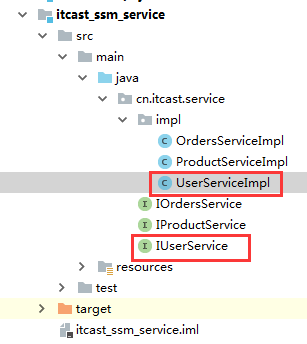 itcast_ssm_service
src
main
java
cn.itcast.service
impl
OrdersServiceImpl
ProductServiceImpl
UserServiceImpl
IOrdersService
IProductService
IUserService
resources
test
target
itcast_ssm_service.iml